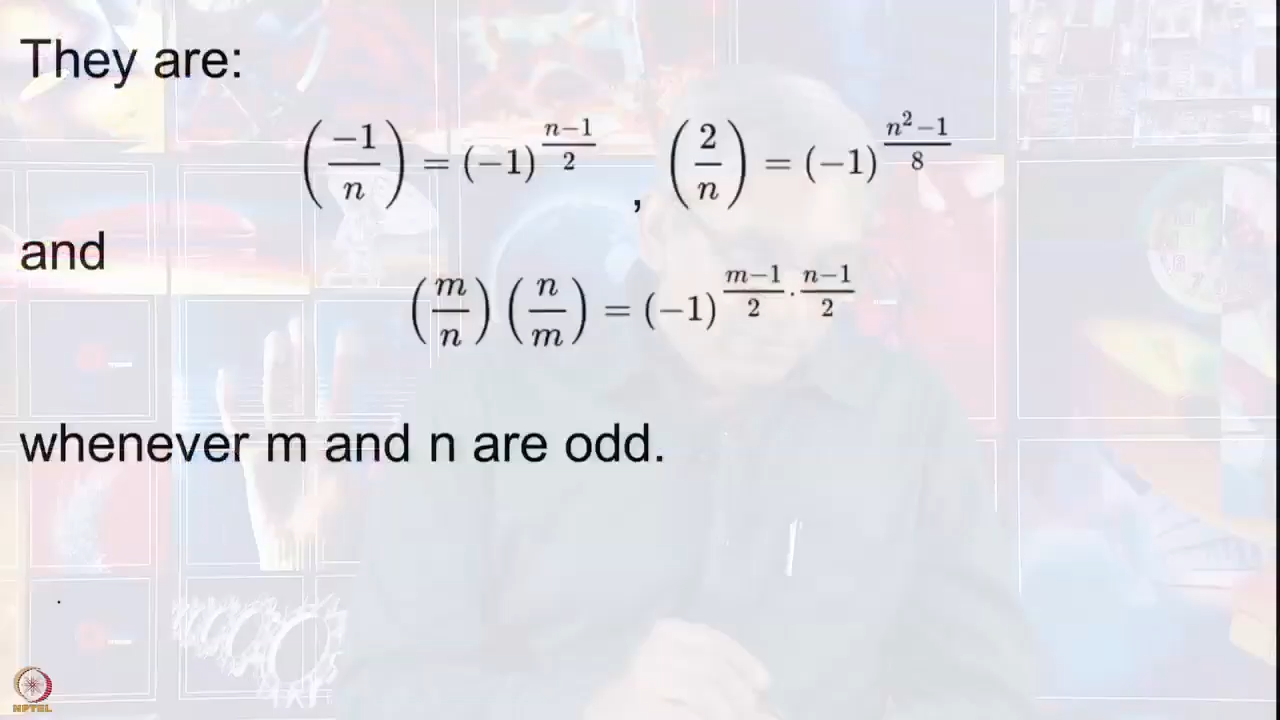 They are:
(−1/n) = (−1)^{(n−1)/2} , (2/n) = (−1)^{(n²−1)/8}
and
(m/n)(n/m) = (−1)^{(m−1)/2 · (n−1)/2}
whenever m and n are odd.
.
NPTEL